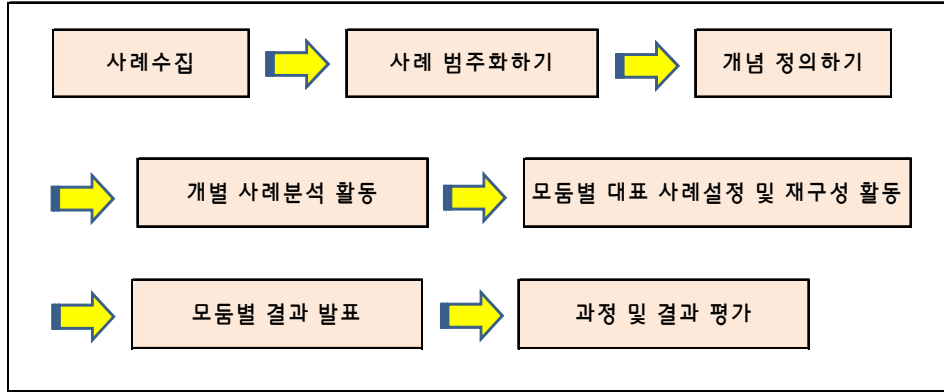 사례수집
사례 범주화하기
개념 정의하기
개별 사례분석 활동
모둠별 대표 사례설정 및 재구성 활동
모둠별 결과 발표
과정 및 결과 평가